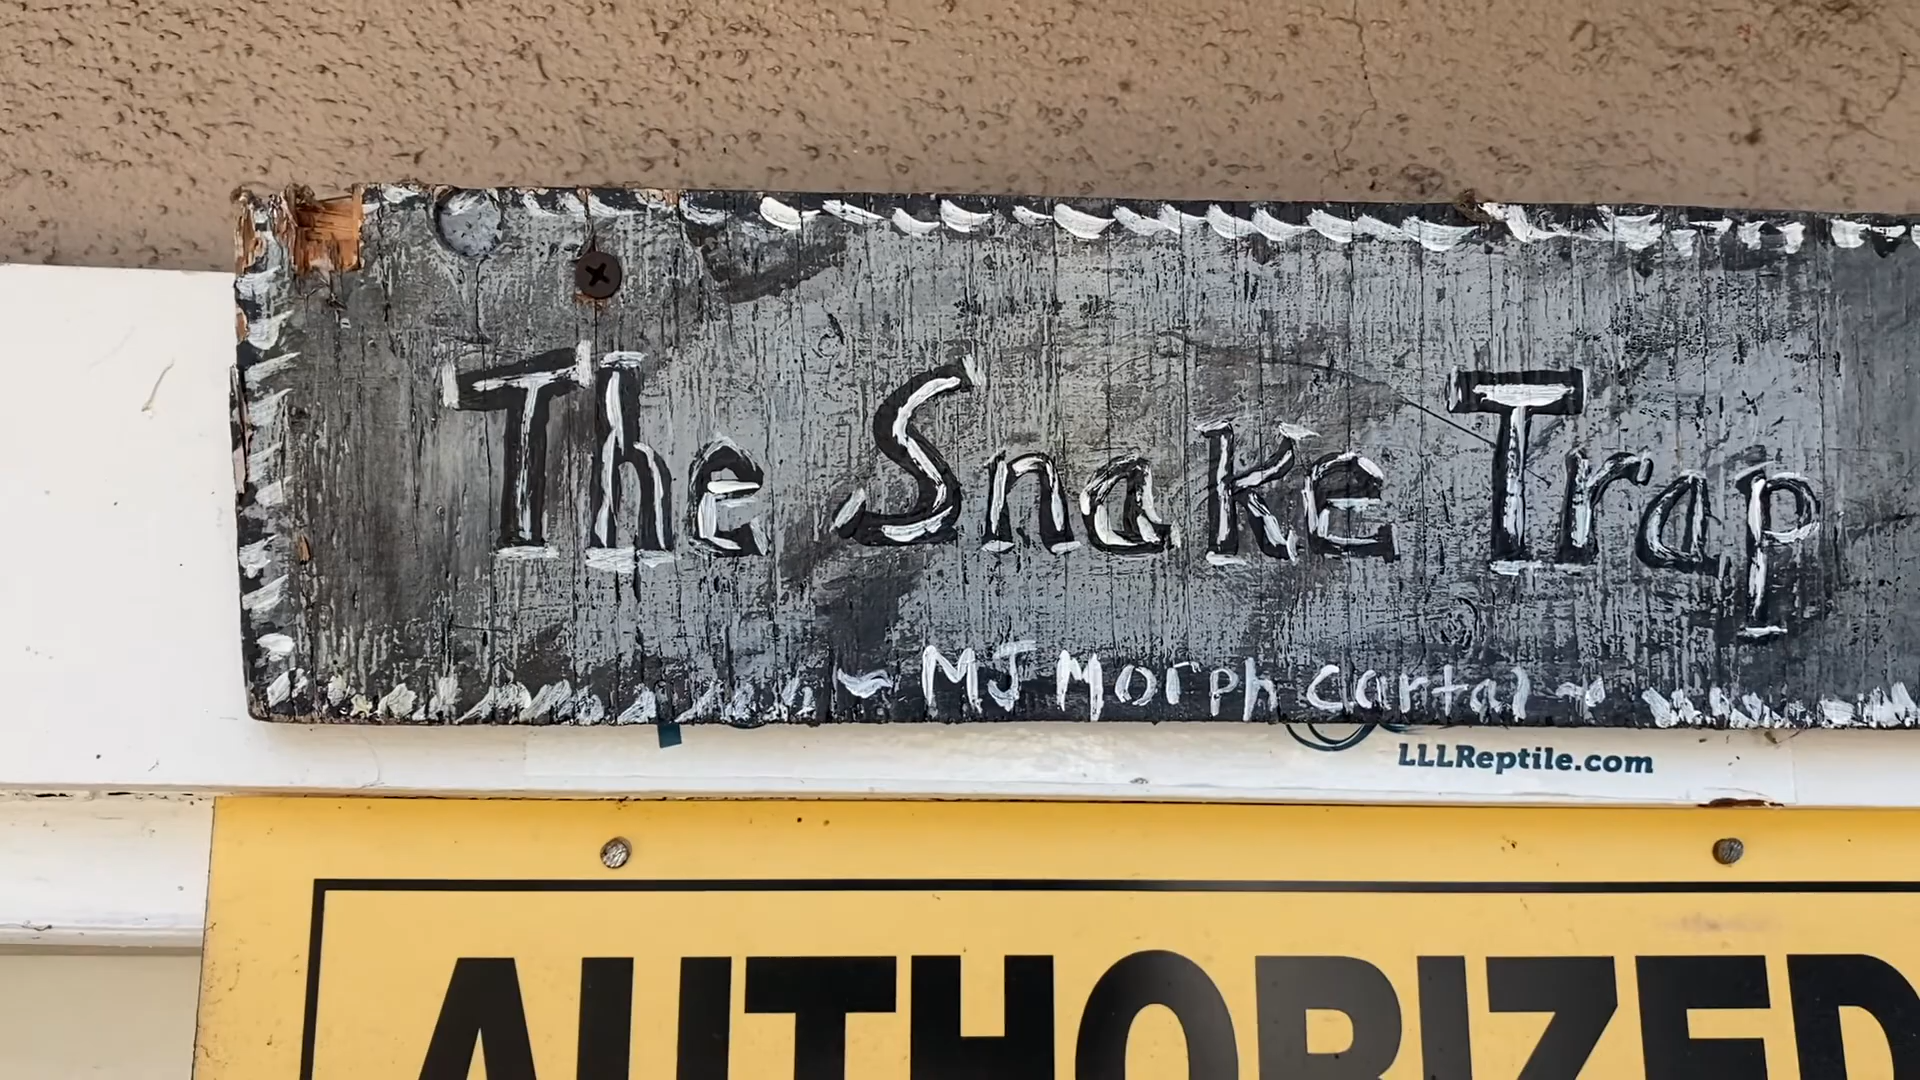 The Snake Trap
~ MJ Morph Cartal ~
LLLReptile.com
AUTHORIZED